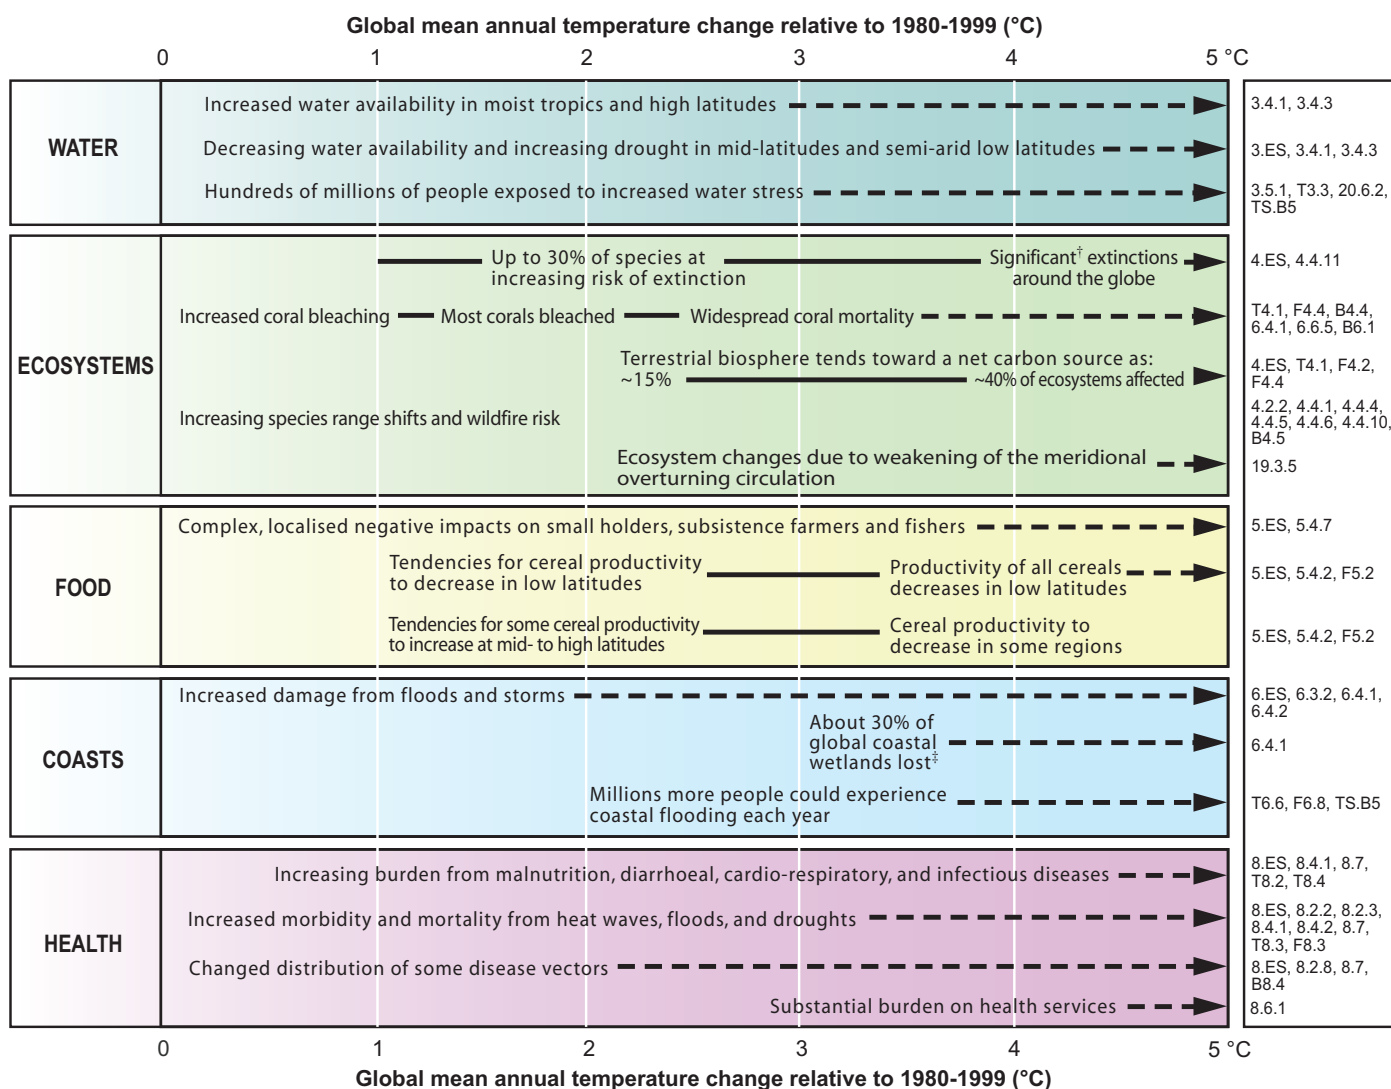 Global mean annual temperature change relative to 1980-1999 (°C)
0 1 2 3 4 5 °C
WATER
Increased water availability in moist tropics and high latitudes
3.4.1, 3.4.3
Decreasing water availability and increasing drought in mid-latitudes and semi-arid low latitudes
3.ES, 3.4.1, 3.4.3
Hundreds of millions of people exposed to increased water stress
3.5.1, T3.3, 20.6.2,
TS.B5
ECOSYSTEMS
Up to 30% of species at
increasing risk of extinction
Significant† extinctions
around the globe
4.ES, 4.4.11
Increased coral bleaching
Most corals bleached
Widespread coral mortality
T4.1, F4.4, B4.4,
6.4.1, 6.6.5, B6.1
Terrestrial biosphere tends toward a net carbon source as:
~15%
~40% of ecosystems affected
4.ES, T4.1, F4.2,
F4.4
Increasing species range shifts and wildfire risk
4.2.2, 4.4.1, 4.4.4,
4.4.5, 4.4.6, 4.4.10,
B4.5
Ecosystem changes due to weakening of the meridional
overturning circulation
19.3.5
FOOD
Complex, localised negative impacts on small holders, subsistence farmers and fishers
5.ES, 5.4.7
Tendencies for cereal productivity
to decrease in low latitudes
Productivity of all cereals
decreases in low latitudes
5.ES, 5.4.2, F5.2
Tendencies for some cereal productivity
to increase at mid- to high latitudes
Cereal productivity to
decrease in some regions
5.ES, 5.4.2, F5.2
COASTS
Increased damage from floods and storms
6.ES, 6.3.2, 6.4.1,
6.4.2
About 30% of
global coastal
wetlands lost‡
6.4.1
Millions more people could experience
coastal flooding each year
T6.6, F6.8, TS.B5
HEALTH
Increasing burden from malnutrition, diarrhoeal, cardio-respiratory, and infectious diseases
8.ES, 8.4.1, 8.7,
T8.2, T8.4
Increased morbidity and mortality from heat waves, floods, and droughts
8.ES, 8.2.2, 8.2.3,
8.4.1, 8.4.2, 8.7,
T8.3, F8.3
Changed distribution of some disease vectors
8.ES, 8.2.8, 8.7,
B8.4
Substantial burden on health services
8.6.1
0 1 2 3 4 5 °C
Global mean annual temperature change relative to 1980-1999 (°C)